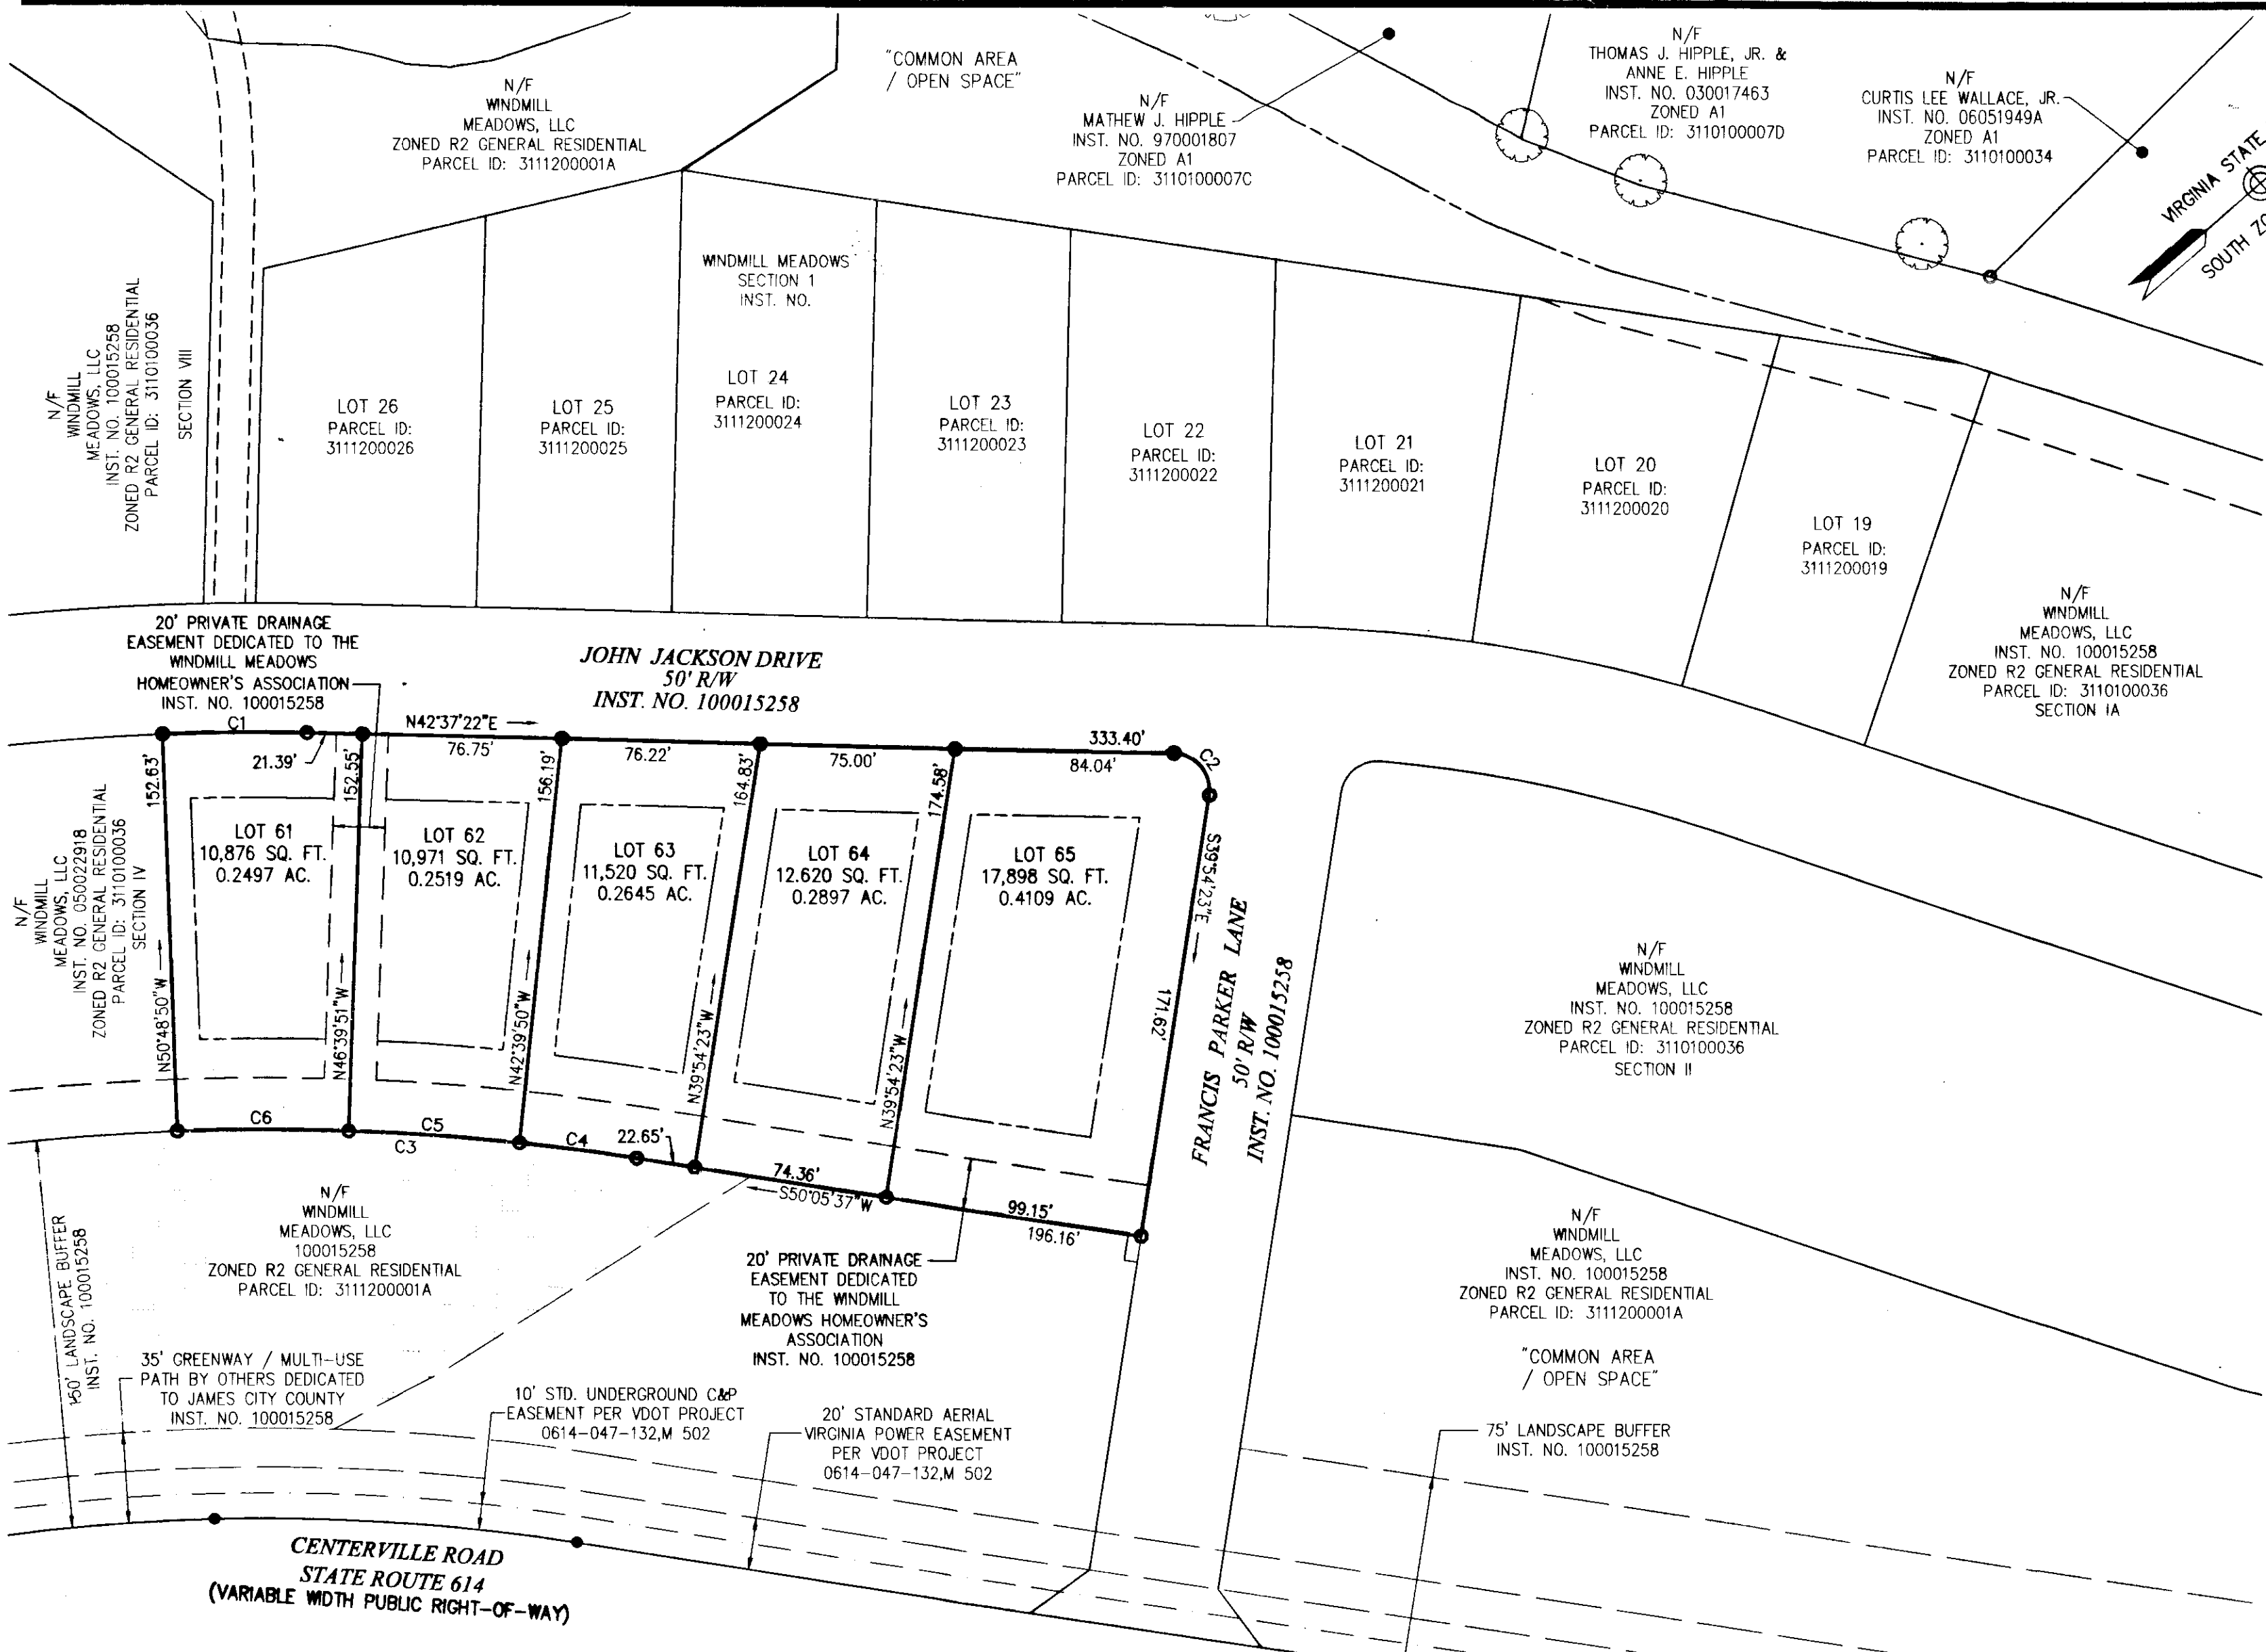 "COMMON AREA
/ OPEN SPACE"
N/F
WINDMILL
MEADOWS, LLC
ZONED R2 GENERAL RESIDENTIAL
PARCEL ID: 3111200001A
N/F
MATHEW J. HIPPLE
INST. NO. 970001807
ZONED A1
PARCEL ID: 3110100007C
N/F
THOMAS J. HIPPLE, JR. &
ANNE E. HIPPLE
INST. NO. 030017463
ZONED A1
PARCEL ID: 3110100007D
N/F
CURTIS LEE WALLACE, JR.
INST. NO. 06051949A
ZONED A1
PARCEL ID: 3110100034
VIRGINIA STATE
SOUTH
N/F
WINDMILL
MEADOWS, LLC
INST. NO. 100015258
ZONED R2 GENERAL RESIDENTIAL
PARCEL ID: 3110100036
SECTION VIII
WINDMILL MEADOWS
SECTION 1
INST. NO.
LOT 26
PARCEL ID:
3111200026
LOT 25
PARCEL ID:
3111200025
LOT 24
PARCEL ID:
3111200024
LOT 23
PARCEL ID:
3111200023
LOT 22
PARCEL ID:
3111200022
LOT 21
PARCEL ID:
3111200021
LOT 20
PARCEL ID:
3111200020
LOT 19
PARCEL ID:
3111200019
N/F
WINDMILL
MEADOWS, LLC
INST. NO. 100015258
ZONED R2 GENERAL RESIDENTIAL
PARCEL ID: 3110100036
SECTION IA
20' PRIVATE DRAINAGE
EASEMENT DEDICATED TO THE
WINDMILL MEADOWS
HOMEOWNER'S ASSOCIATION
INST. NO. 100015258
JOHN JACKSON DRIVE
50' R/W
INST. NO. 100015258
C1
21.39'
N42°37'22"E
76.75'
76.22'
75.00'
333.40'
84.04'
C2
152.63'
152.55'
156.19'
164.83'
174.58'
LOT 61
10,876 SQ. FT.
0.2497 AC.
LOT 62
10,971 SQ. FT.
0.2519 AC.
LOT 63
11,520 SQ. FT.
0.2645 AC.
LOT 64
12.620 SQ. FT.
0.2897 AC.
LOT 65
17,898 SQ. FT.
0.4109 AC.
N/F
WINDMILL
MEADOWS, LLC
INST. NO. 050022918
ZONED R2 GENERAL RESIDENTIAL
PARCEL ID: 3110100036
SECTION IV
N50°48'50"W
N46°39'51"W
N42°39'50"W
N39°54'23"W
N39°54'23"W
S39°54'23"E
171.62'
FRANCIS PARKER LANE
50' R/W
INST. NO. 100015258
C6
C5
C3
C4
22.65'
74.36'
S50°05'37"W
99.15'
196.16'
N/F
WINDMILL
MEADOWS, LLC
INST. NO. 100015258
ZONED R2 GENERAL RESIDENTIAL
PARCEL ID: 3110100036
SECTION II
150' LANDSCAPE BUFFER
INST. NO. 100015258
N/F
WINDMILL
MEADOWS, LLC
100015258
ZONED R2 GENERAL RESIDENTIAL
PARCEL ID: 3111200001A
20' PRIVATE DRAINAGE
EASEMENT DEDICATED
TO THE WINDMILL
MEADOWS HOMEOWNER'S
ASSOCIATION
INST. NO. 100015258
N/F
WINDMILL
MEADOWS, LLC
INST. NO. 100015258
ZONED R2 GENERAL RESIDENTIAL
PARCEL ID: 3111200001A
"COMMON AREA
/ OPEN SPACE"
35' GREENWAY / MULTI-USE
PATH BY OTHERS DEDICATED
TO JAMES CITY COUNTY
INST. NO. 100015258
10' STD. UNDERGROUND C&P
EASEMENT PER VDOT PROJECT
0614-047-132,M 502
20' STANDARD AERIAL
VIRGINIA POWER EASEMENT
PER VDOT PROJECT
0614-047-132,M 502
75' LANDSCAPE BUFFER
INST. NO. 100015258
CENTERVILLE ROAD
STATE ROUTE 614
(VARIABLE WIDTH PUBLIC RIGHT-OF-WAY)